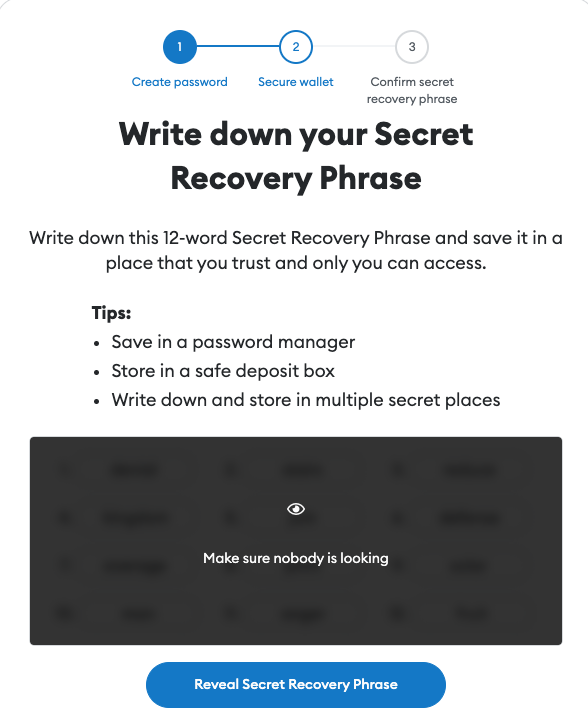 1
2
3
Create password
Secure wallet
Confirm secret
recovery phrase
Write down your Secret
Recovery Phrase
Write down this 12-word Secret Recovery Phrase and save it in a
place that you trust and only you can access.
Tips:
• Save in a password manager
• Store in a safe deposit box
• Write down and store in multiple secret places
Make sure nobody is looking
Reveal Secret Recovery Phrase